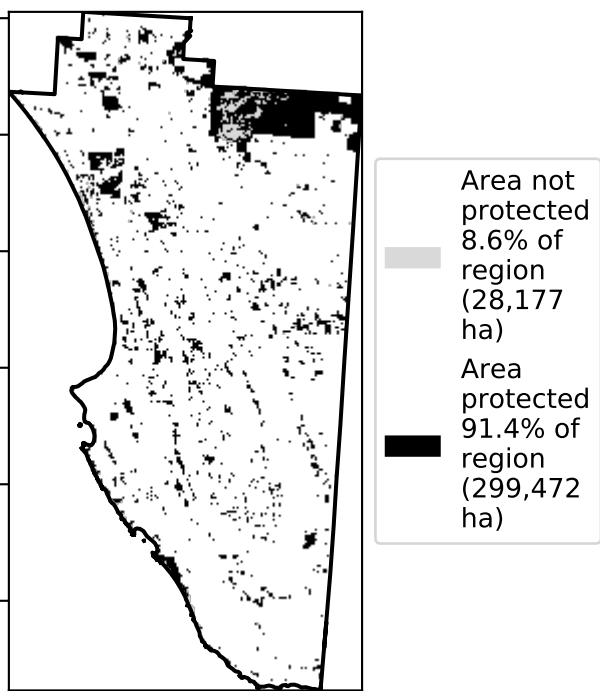 Area not
protected
8.6% of
region
(28,177
ha)
Area
protected
91.4% of
region
(299,472
ha)